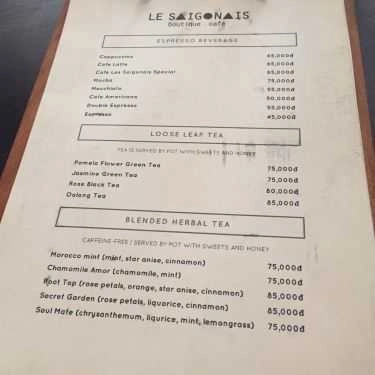 LE SAIGONAIS
boutique café
ESPRESSO BEVERAGE
Cappuccino 65,000đ
Cafe Latte 65,000đ
Cafe Les Saigonais Special 85,000đ
Mocha 75,000đ
Macchiato 55,000đ
Cafe Americano 50,000đ
Double Espresso 55,000đ
Espresso 45,000đ
LOOSE LEAF TEA
TEA IS SERVED BY POT WITH SWEETS AND HONEY
Pomelo Flower Green Tea 75,000đ
Jasmine Green Tea 75,000đ
Rose Black Tea 80,000đ
Oolong Tea 85,000đ
BLENDED HERBAL TEA
CAFFEINE-FREE / SERVED BY POT WITH SWEETS AND HONEY
Morocco mint (mint, star anise, cinnamon) 75,000đ
Chamomile Amor (chamomile, mint) 75,000đ
Root Tap (rose petals, orange, star anise, cinnamon) 85,000đ
Secret Garden (rose petals, liquorice, cinnamon) 85,000đ
Soul Mate (chrysanthemum, liqurice, mint, lemongrass) 75,000đ